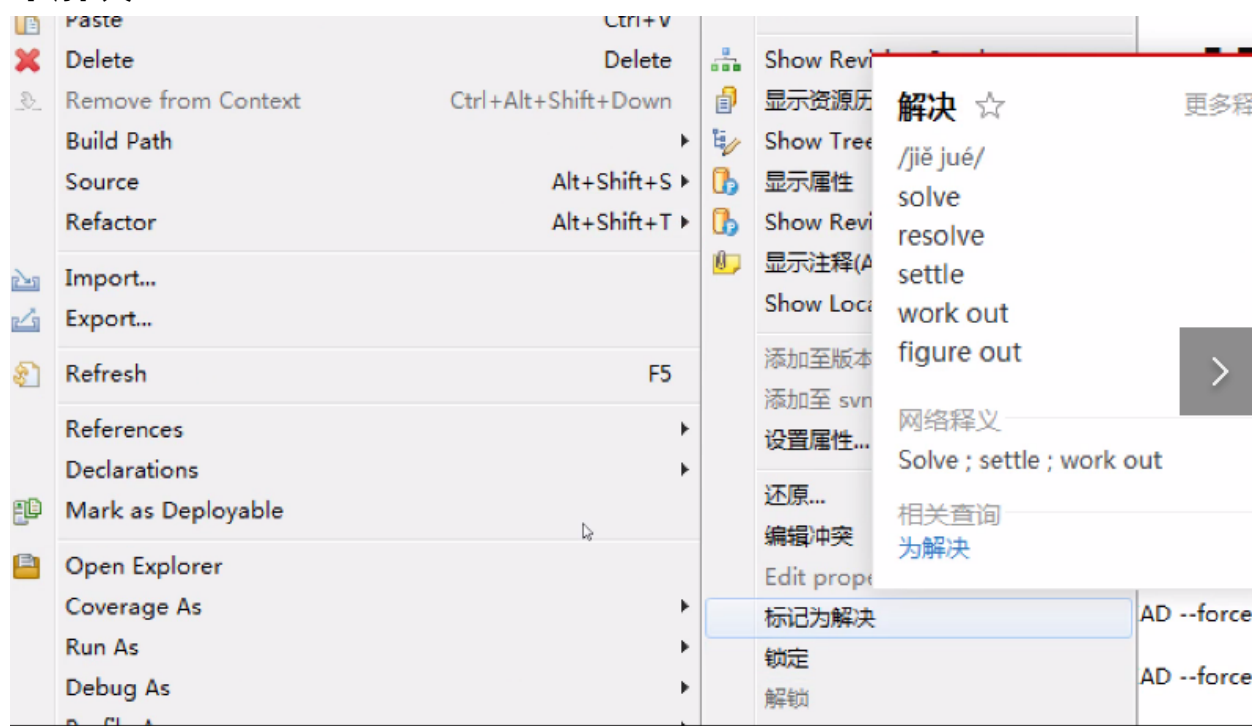 Paste Ctrl+V
Delete Delete
Remove from Context Ctrl+Alt+Shift+Down
Build Path
Source Alt+Shift+S
Refactor Alt+Shift+T
Import...
Export...
Refresh F5
References
Declarations
Mark as Deployable
Open Explorer
Coverage As
Run As
Debug As
Show
显示资源历
Show Tree
显示属性
Show
显示注释(A
Show
添加至版本
添加至 svn
设置属性...
还原...
编辑冲突
Edit
标记为解决
锁定
解锁
解决
更多释
/jiě jué/
solve
resolve
settle
work out
figure out
网络释义
Solve ; settle ; work out
相关查询
为解决
AD --force
AD --force